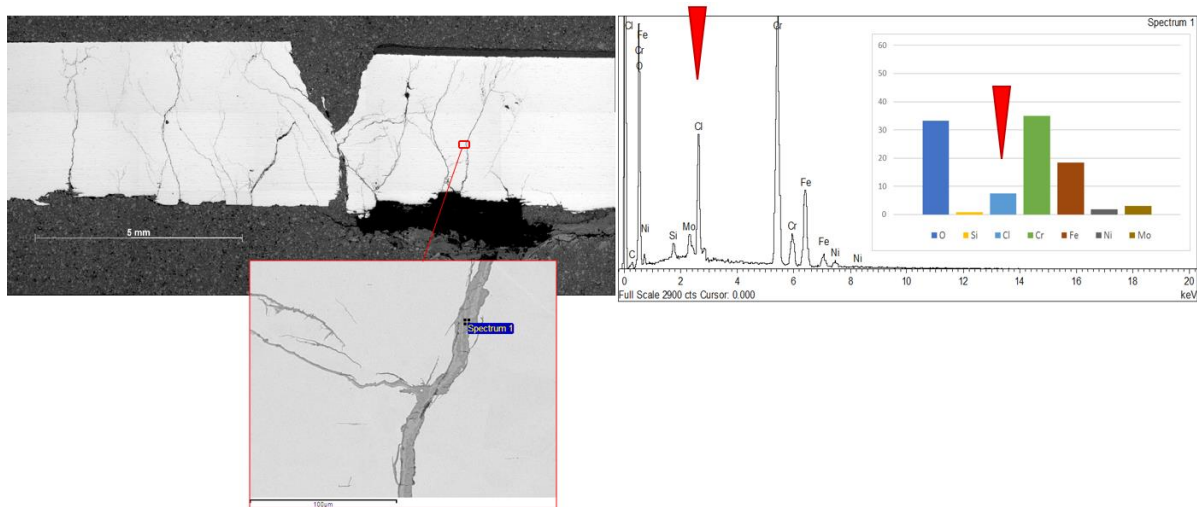 5 mm
Spectrum 1
100μm
Spectrum 1
Cl
Fe
Cr
O
Ni
C
Si
Mo
Cl
Cr
Cr
Fe
Fe
Ni
Ni
0 2 4 6 8 10 12 14 16 18 20
Full Scale 2900 cts Cursor: 0.000 keV
60
50
40
30
20
10
0
O Si Cl Cr Fe Ni Mo